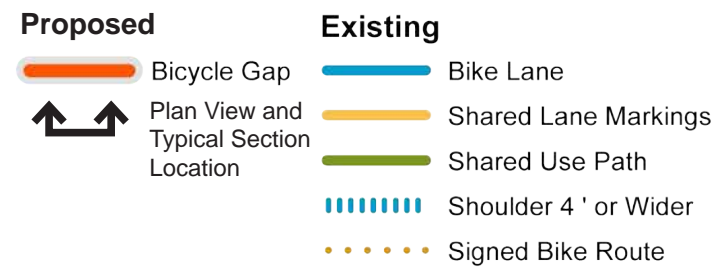 Proposed
Bicycle Gap
Plan View and
Typical Section
Location
Existing
Bike Lane
Shared Lane Markings
Shared Use Path
Shoulder 4 ' or Wider
Signed Bike Route